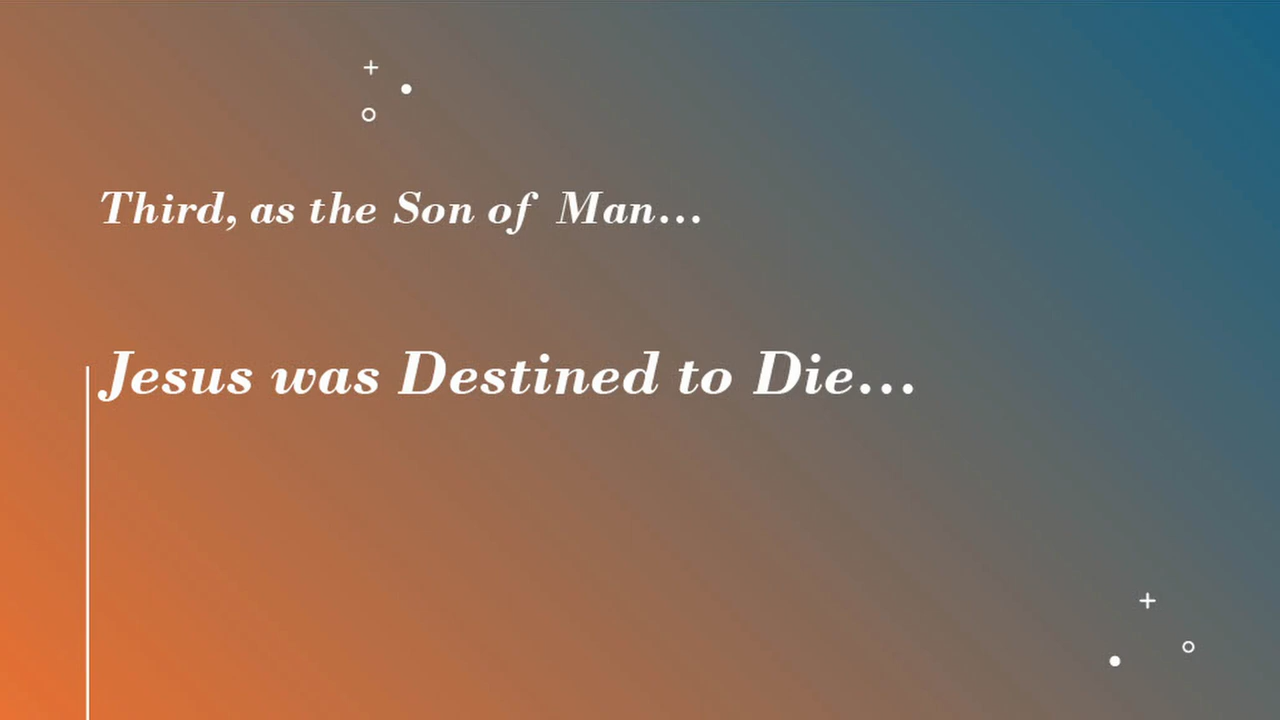 Third, as the Son of Man...
Jesus was Destined to Die...